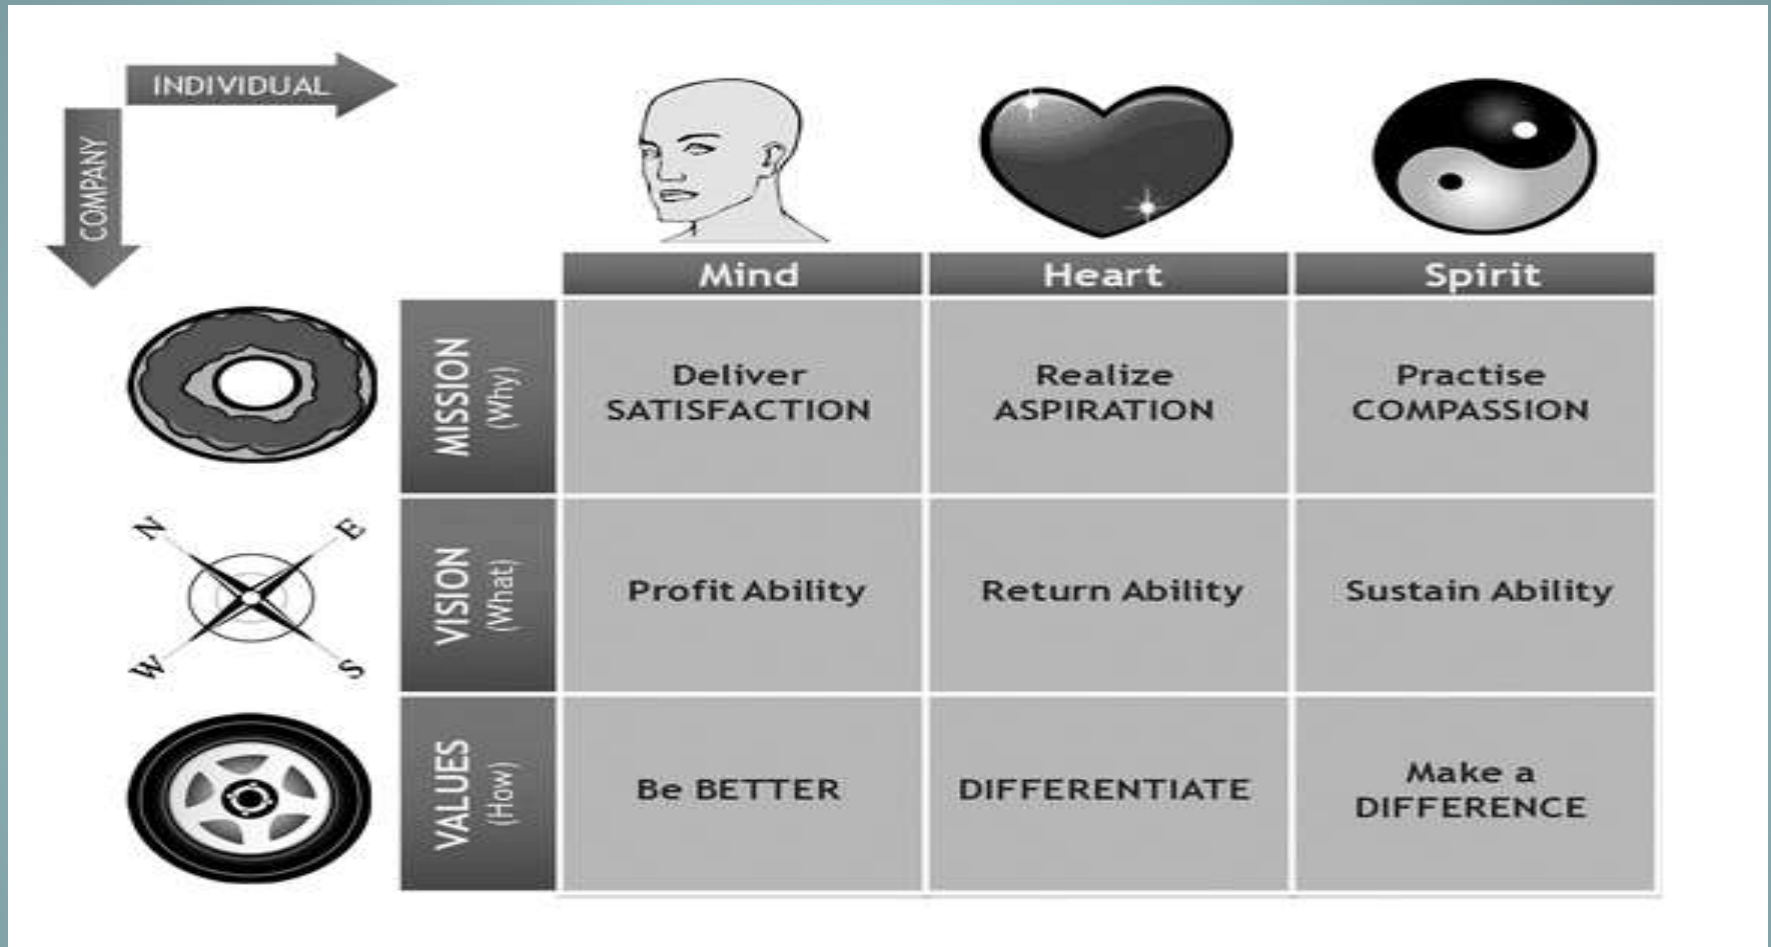 INDIVIDUAL
COMPANY
Mind
Heart
Spirit
MISSION
(Why)
Deliver
SATISFACTION
Realize
ASPIRATION
Practise
COMPASSION
N
E
W
S
VISION
(What)
Profit Ability
Return Ability
Sustain Ability
VALUES
(How)
Be BETTER
DIFFERENTIATE
Make a
DIFFERENCE